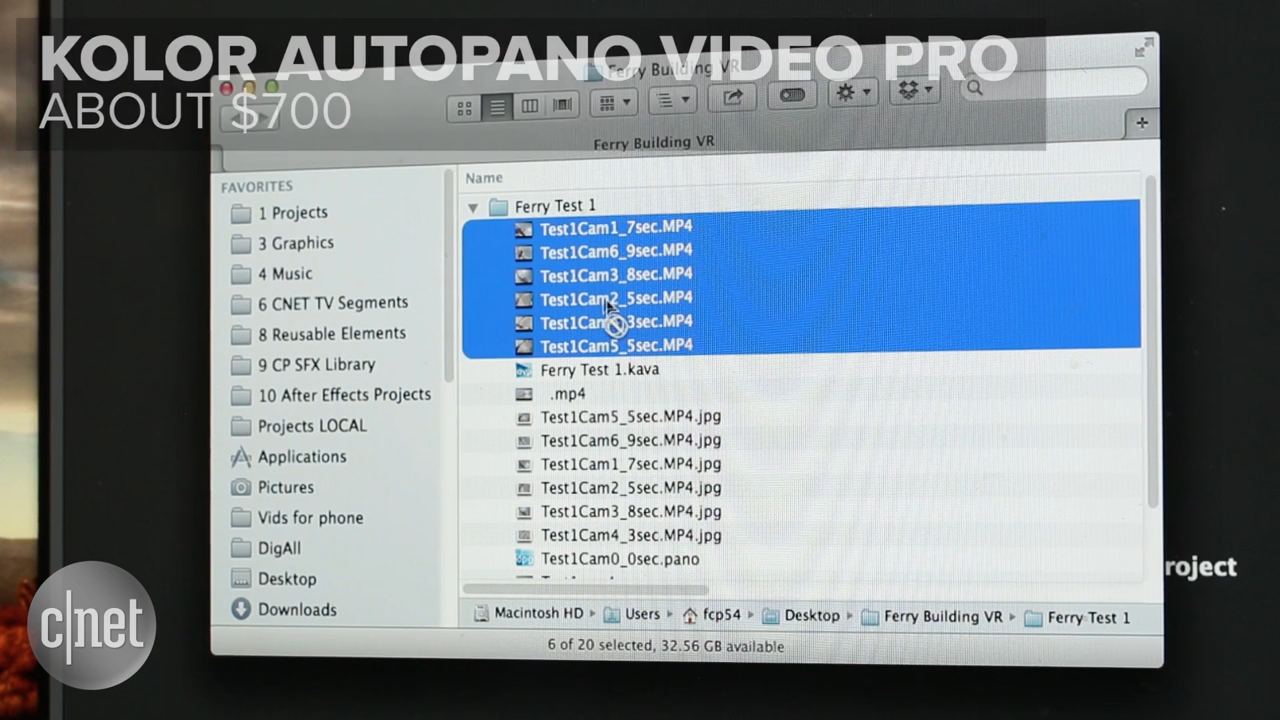 KOLOR AUTOPANO VIDEO PRO
ABOUT $700
Ferry Building VR
Ferry Building VR
FAVORITES
1 Projects
3 Graphics
4 Music
6 CNET TV Segments
8 Reusable Elements
9 CP SFX Library
10 After Effects Projects
Projects LOCAL
Applications
Pictures
Vids for phone
DigAll
Desktop
Downloads
Name
Ferry Test 1
Test1Cam1_7sec.MP4
Test1Cam6_9sec.MP4
Test1Cam3_8sec.MP4
Test1Cam2_5sec.MP4
Test1Cam5_5sec.MP4
Ferry Test 1.kava
.mp4
Test1Cam5_5sec.MP4.jpg
Test1Cam6_9sec.MP4.jpg
Test1Cam1_7sec.MP4.jpg
Test1Cam2_5sec.MP4.jpg
Test1Cam3_8sec.MP4.jpg
Test1Cam4_3sec.MP4.jpg
Test1Cam0_0sec.pano
Macintosh HD Users fcp54 Desktop Ferry Building VR Ferry Test 1
6 of 20 selected, 32.56 GB available
roject
c|net